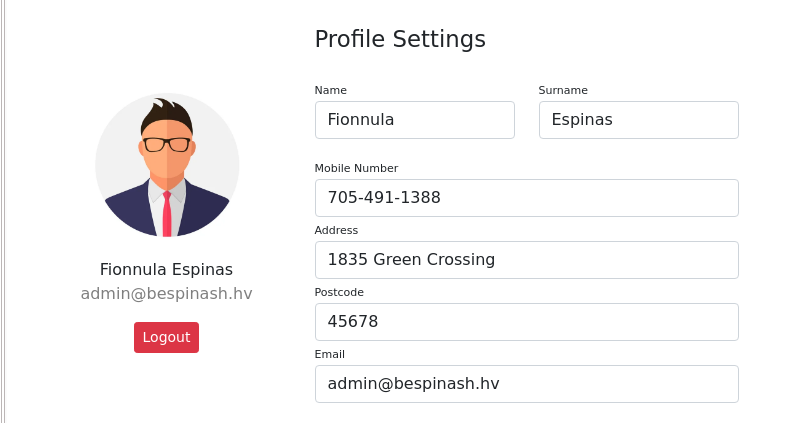 Profile Settings
Name
Surname
Fionnula
Espinas
Mobile Number
705-491-1388
Address
1835 Green Crossing
Postcode
45678
Email
admin@bespinash.hv
Fionnula Espinas
admin@bespinash.hv
Logout